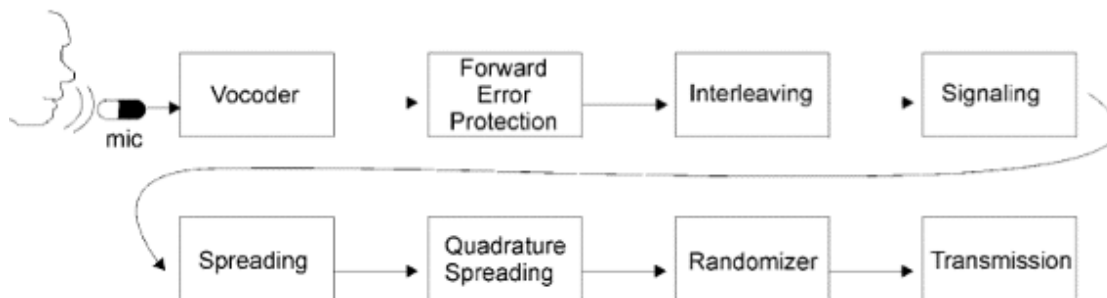 Vocoder
Forward
Error
Protection
Interleaving
Signaling
mic
Spreading
Quadrature
Spreading
Randomizer
Transmission